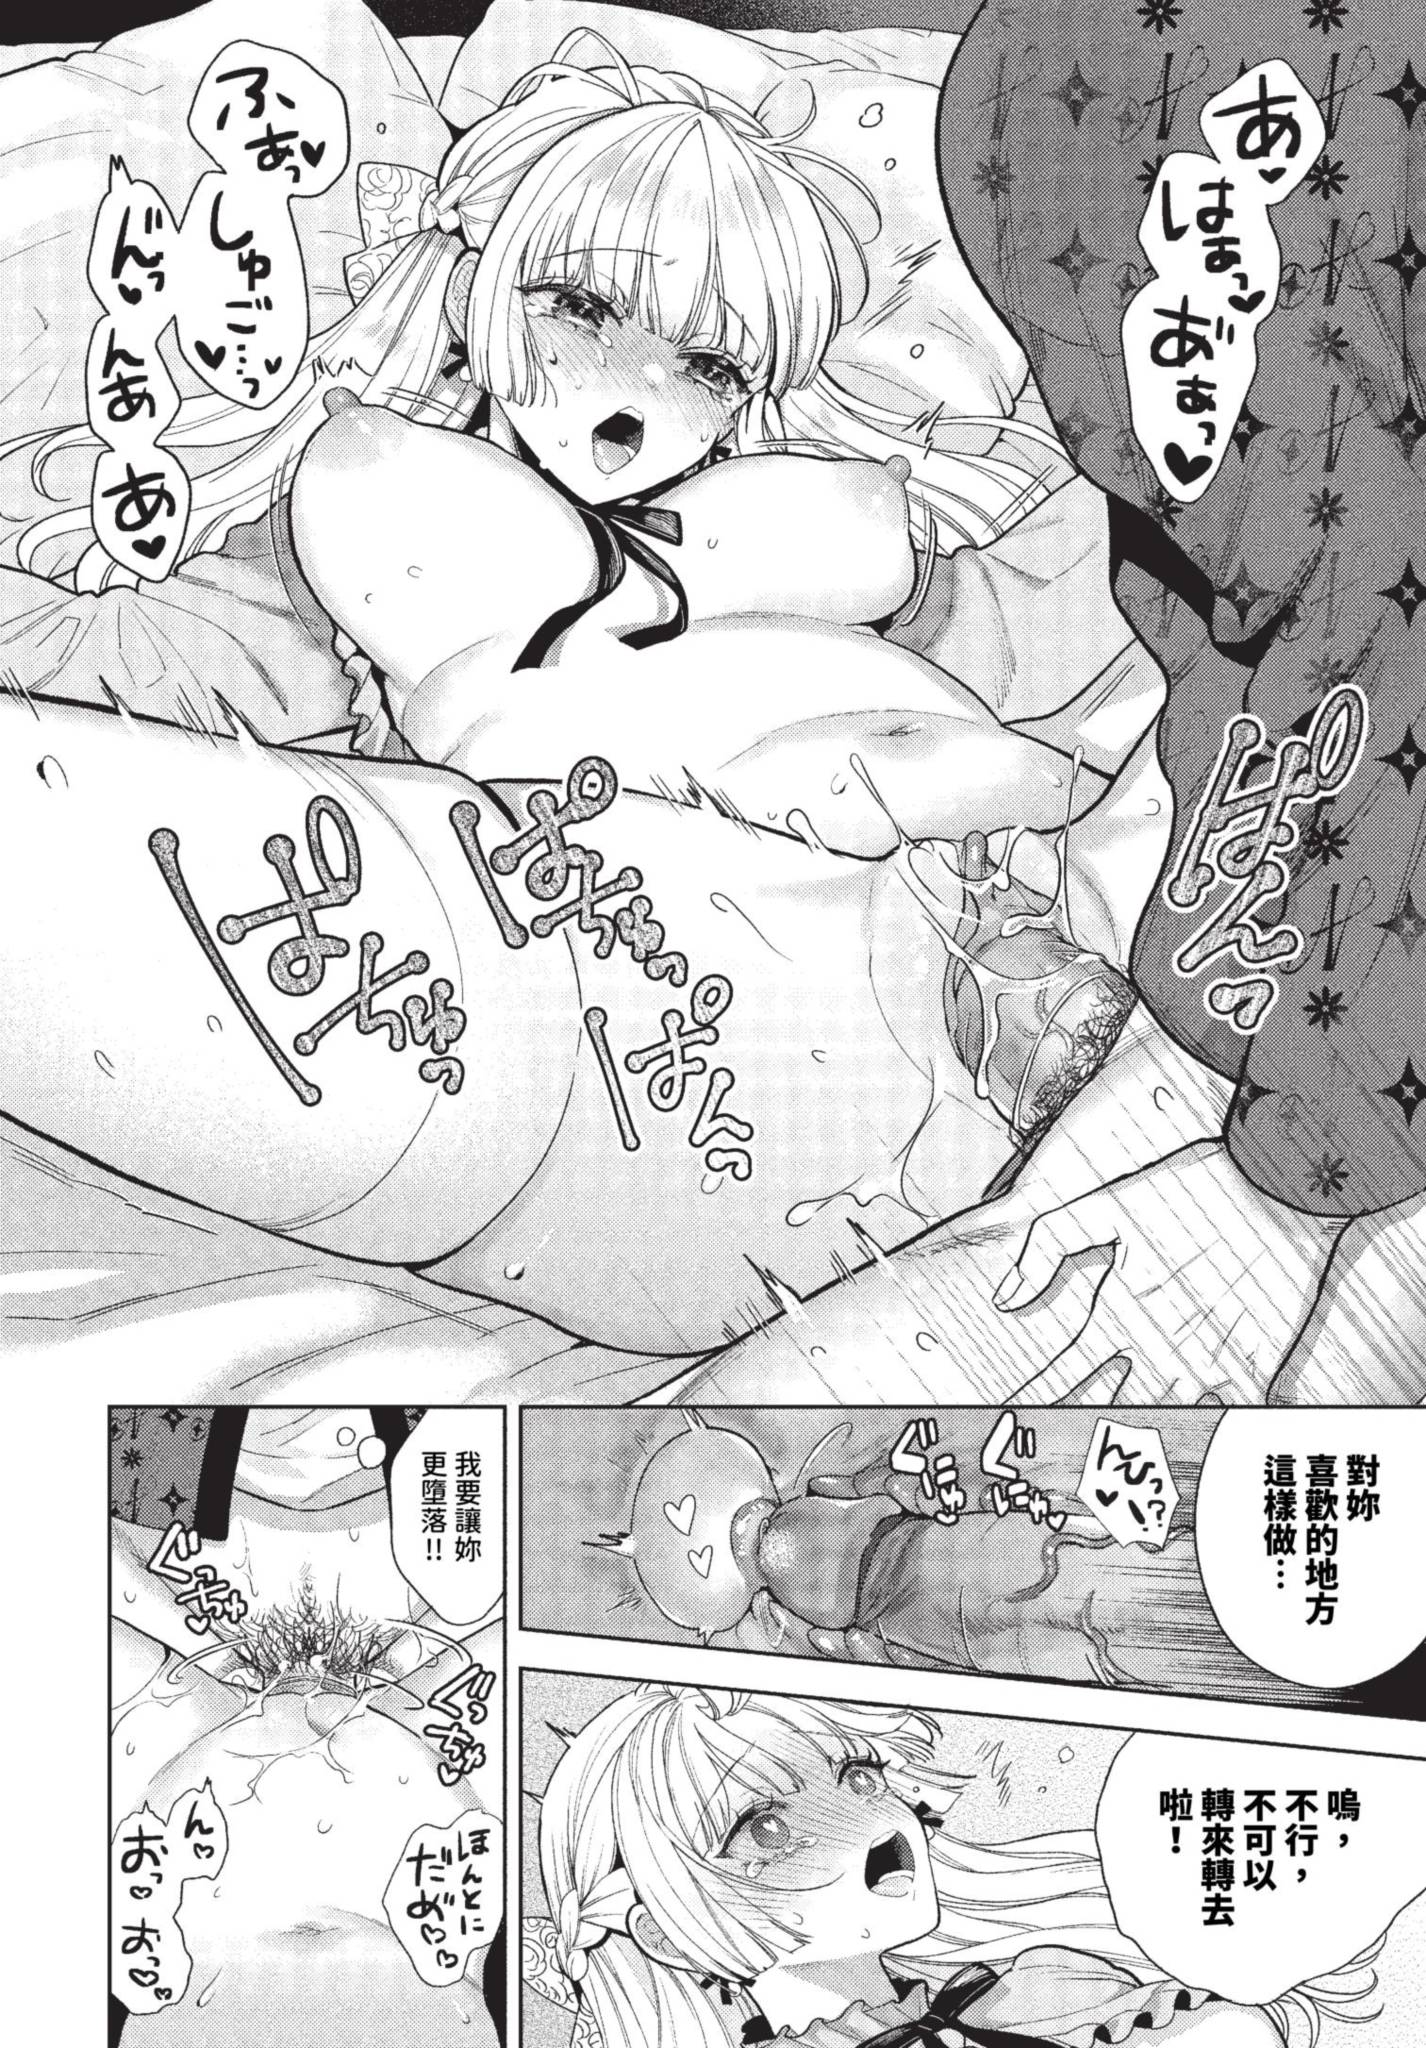 あ♥
はぁっ♥
あ゛ぁっ♥
ふぁっ♥
しゅご…っ♥
ん゛っ♥
んあ
あ♥
ぱんっ
ぱちゅっ
ぱんっ
ぱちゅっ
對妳
喜歡的地方
這樣做…
んひっ!?♥
ぐにゅ
ぐにゅ
我要讓妳
更墮落!!
ぐっちゅ
ぐっちゅ
嗚，
不行，
不可以
轉來轉去
啦！
ほんとに
だめ♡♡
ん♡
おっ♡
おっ♡